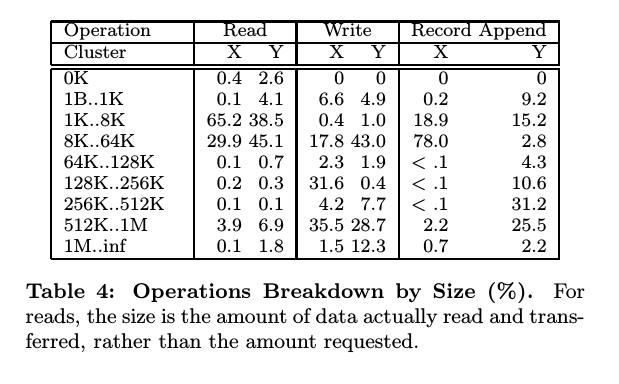 Operation Read Write Record Append
Cluster X Y X Y X Y
0K 0.4 2.6 0 0 0 0
1B..1K 0.1 4.1 6.6 4.9 0.2 9.2
1K..8K 65.2 38.5 0.4 1.0 18.9 15.2
8K..64K 29.9 45.1 17.8 43.0 78.0 2.8
64K..128K 0.1 0.7 2.3 1.9 < .1 4.3
128K..256K 0.2 0.3 31.6 0.4 < .1 10.6
256K..512K 0.1 0.1 4.2 7.7 < .1 31.2
512K..1M 3.9 6.9 35.5 28.7 2.2 25.5
1M..inf 0.1 1.8 1.5 12.3 0.7 2.2
Table 4: Operations Breakdown by Size (%). For
reads, the size is the amount of data actually read and trans-
ferred, rather than the amount requested.